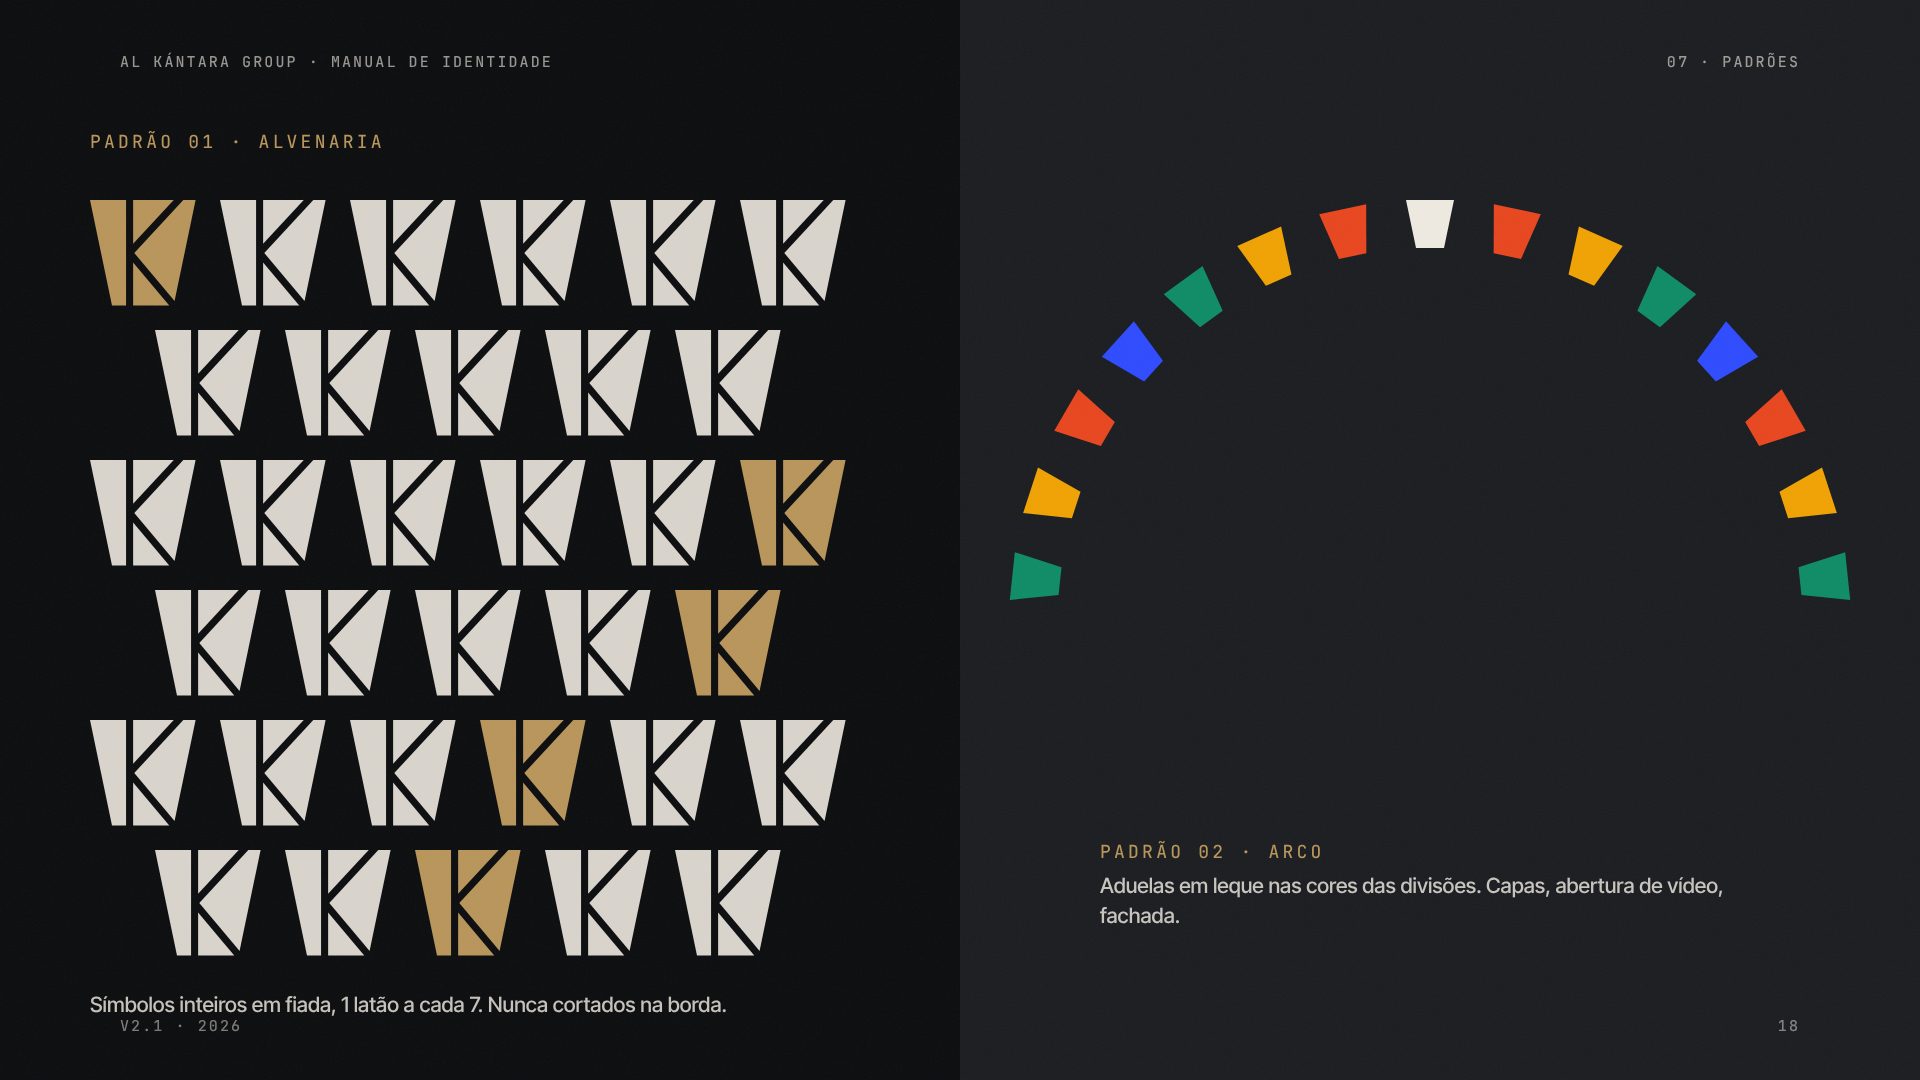 AL KÁNTARA GROUP · MANUAL DE IDENTIDADE
07 · PADRÕES
PADRÃO 01 · ALVENARIA
PADRÃO 02 · ARCO
Aduelas em leque nas cores das divisões. Capas, abertura de vídeo,
fachada.
Símbolos inteiros em fiada, 1 latão a cada 7. Nunca cortados na borda.
V2.1 · 2026
18